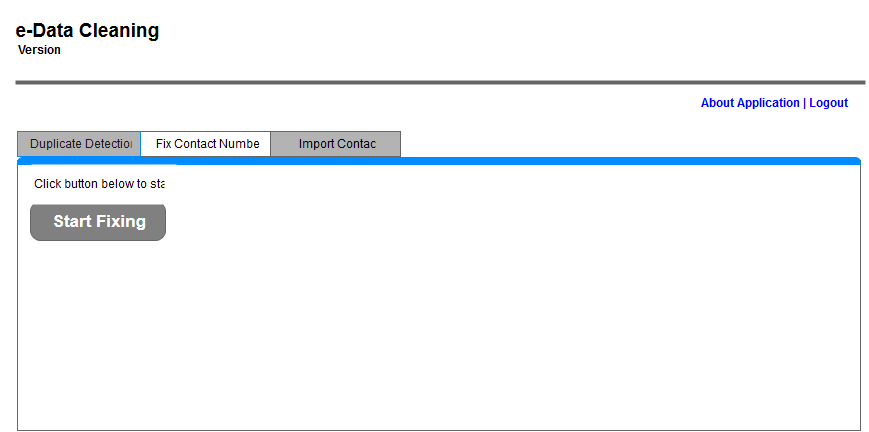 e-Data Cleaning
Version
About Application | Logout
Duplicate Detection Fix Contact Numbe Import Contac
Click button below to sta
Start Fixing